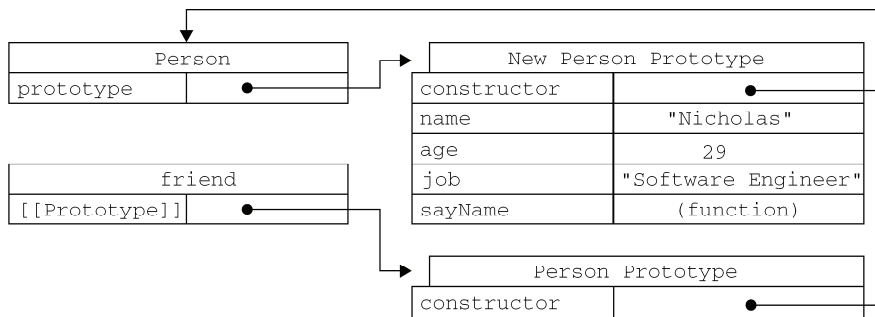 Person
prototype
New Person Prototype
constructor
name "Nicholas"
age 29
job "Software Engineer"
sayName (function)
friend
[[Prototype]]
Person Prototype
constructor